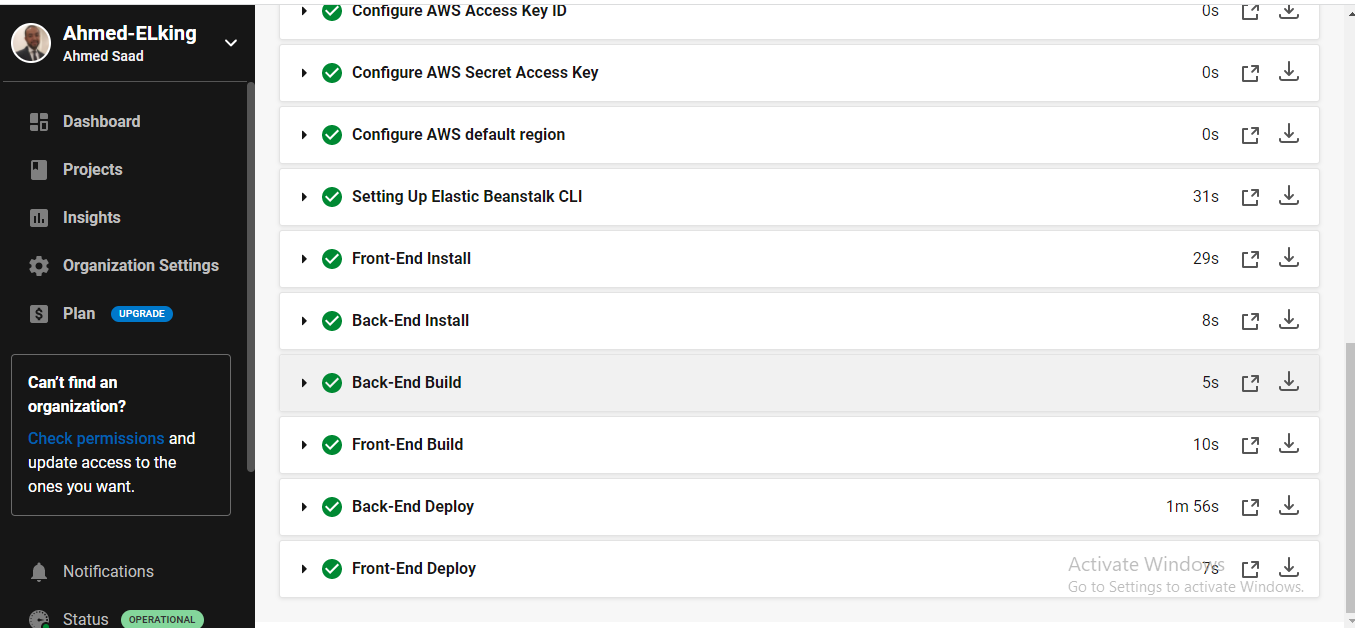 Ahmed-ELking
Ahmed Saad
Dashboard
Projects
Insights
Organization Settings
Plan UPGRADE
Can't find an
organization?
Check permissions and
update access to the
ones you want.
Notifications
Status OPERATIONAL
Configure AWS Access Key ID 0s
Configure AWS Secret Access Key 0s
Configure AWS default region 0s
Setting Up Elastic Beanstalk CLI 31s
Front-End Install 29s
Back-End Install 8s
Back-End Build 5s
Front-End Build 10s
Back-End Deploy 1m 56s
Front-End Deploy 7s
Activate Windows
Go to Settings to activate Windows.